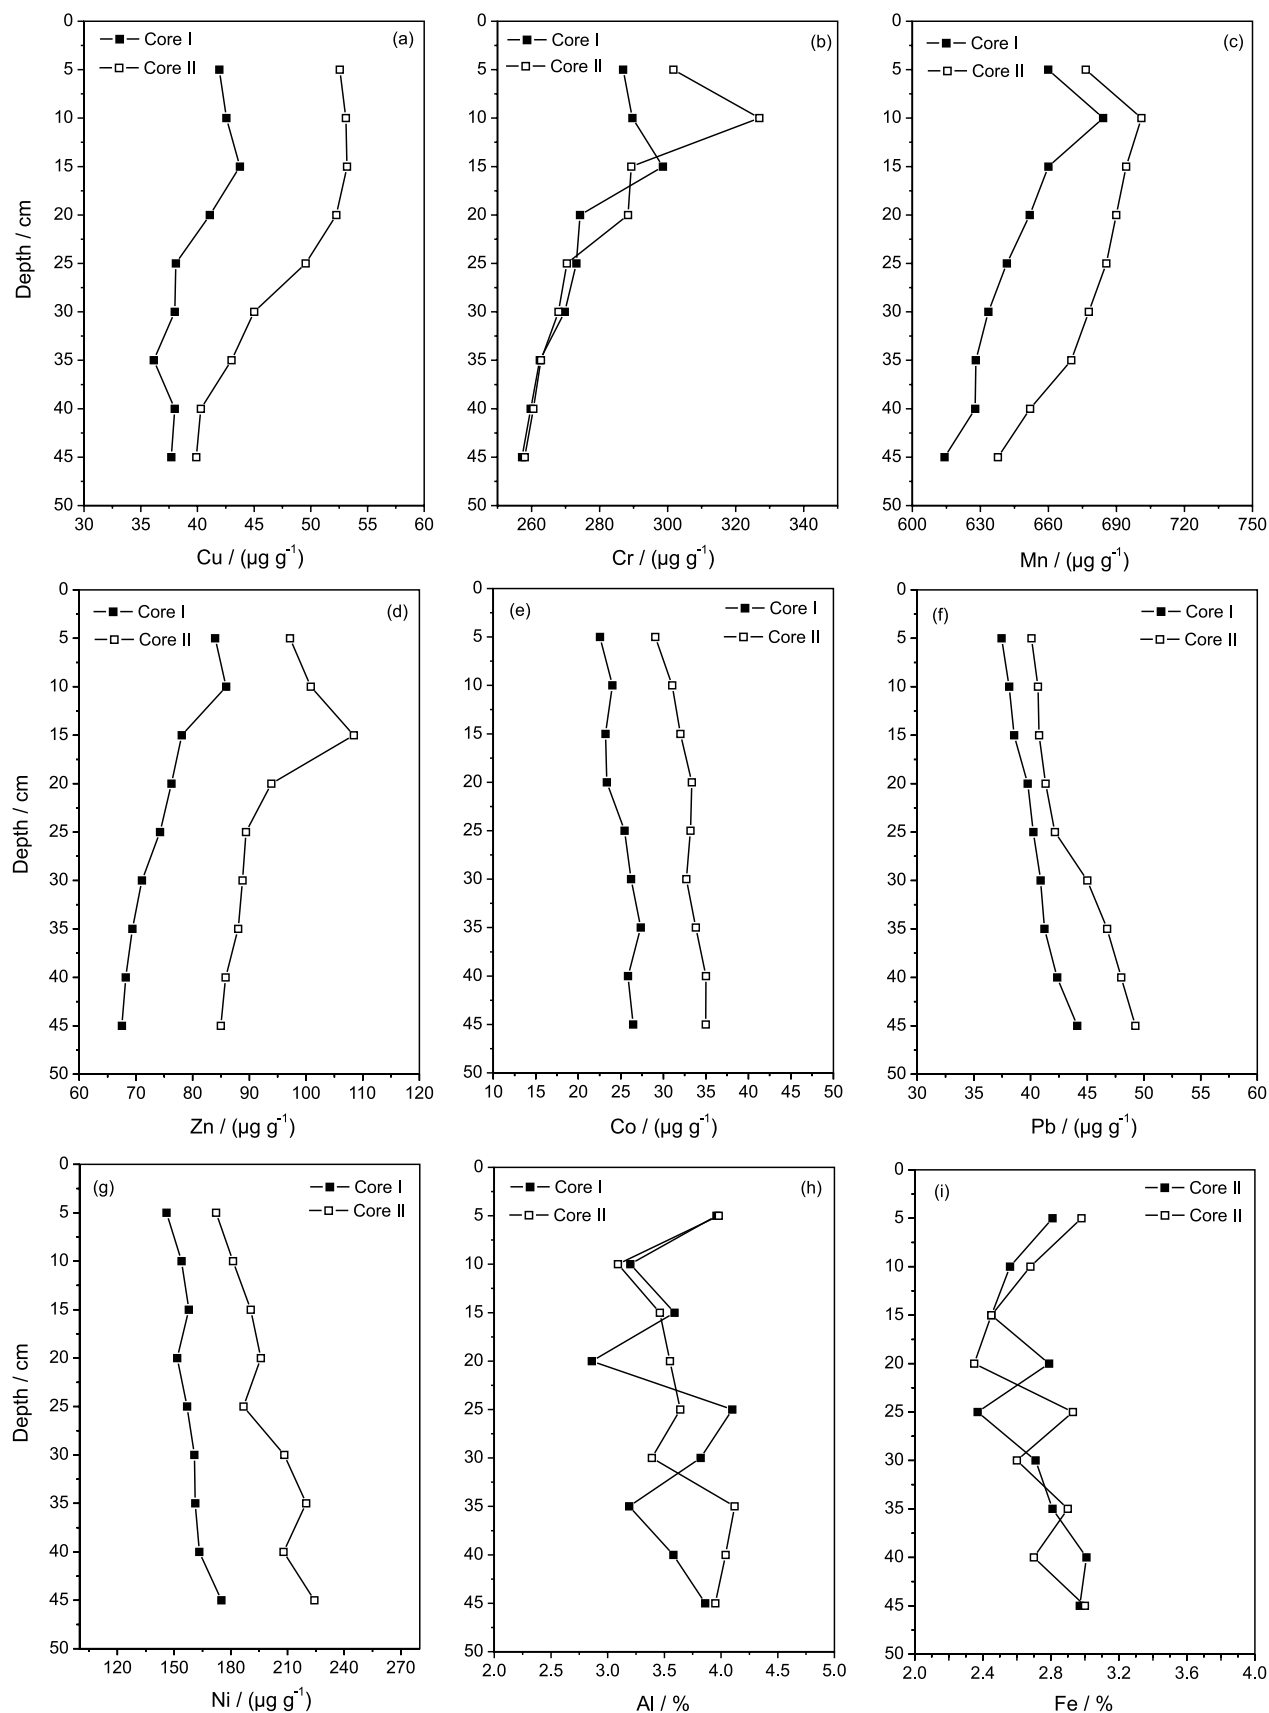 0
5
10
15
20
25
30
35
40
45
50
30 35 40 45 50 55 60
Depth / cm
Cu / (µg g-1)
Core I
Core II
(a)
0
5
10
15
20
25
30
35
40
45
50
260 280 300 320 340
Cr / (µg g-1)
Core I
Core II
(b)
0
5
10
15
20
25
30
35
40
45
50
600 630 660 690 720 750
Mn / (µg g-1)
Core I
Core II
(c)
0
5
10
15
20
25
30
35
40
45
50
60 70 80 90 100 110 120
Depth / cm
Zn / (µg g-1)
Core I
Core II
(d)
0
5
10
15
20
25
30
35
40
45
50
10 15 20 25 30 35 40 45 50
Co / (µg g-1)
Core I
Core II
(e)
0
5
10
15
20
25
30
35
40
45
50
30 35 40 45 50 55 60
Pb / (µg g-1)
Core I
Core II
(f)
0
5
10
15
20
25
30
35
40
45
50
120 150 180 210 240 270
Depth / cm
Ni / (µg g-1)
Core I
Core II
(g)
0
5
10
15
20
25
30
35
40
45
50
2.0 2.5 3.0 3.5 4.0 4.5 5.0
Al / %
Core I
Core II
(h)
0
5
10
15
20
25
30
35
40
45
50
2.0 2.4 2.8 3.2 3.6 4.0
Fe / %
Core II
Core II
(i)